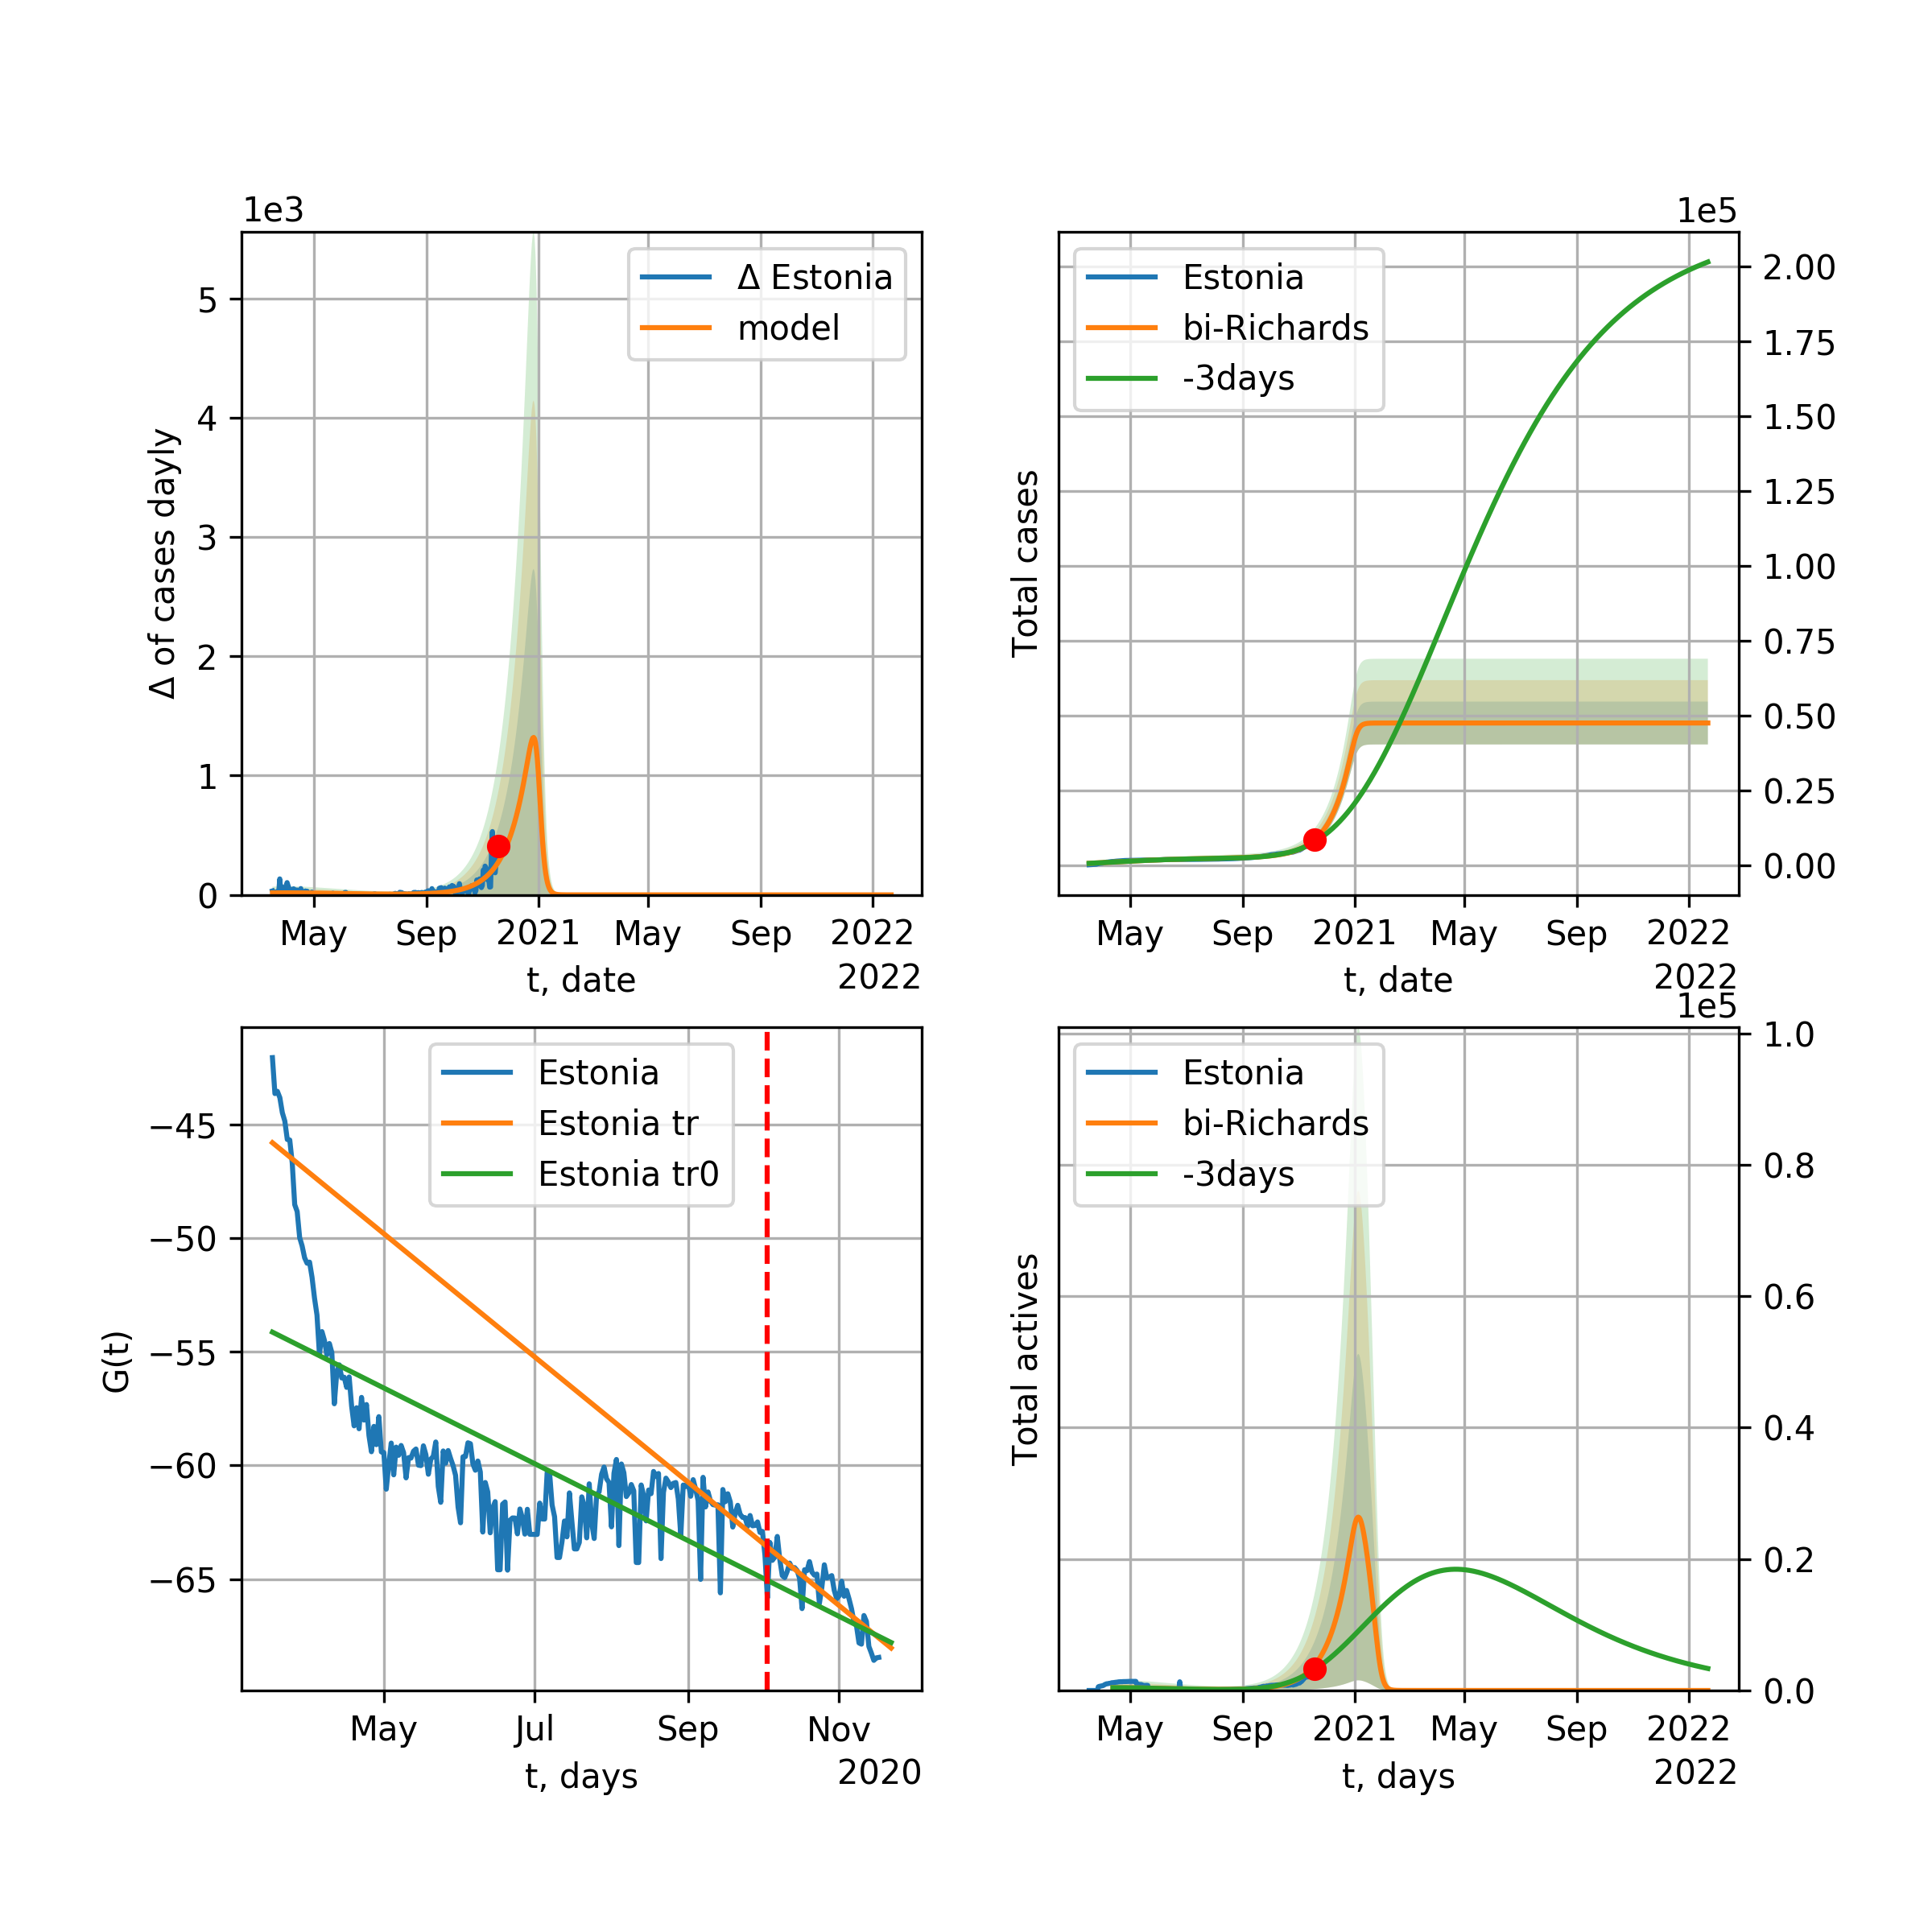 1e3
Δ Estonia
model
5
4
3
2
1
0
Δ of cases dayly
May Sep 2021 May Sep 2022
t, date
2022
1e5
Estonia
bi-Richards
-3days
2.00
1.75
1.50
1.25
1.00
0.75
0.50
0.25
0.00
Total cases
May Sep 2021 May Sep 2022
t, date
2022
Estonia
Estonia tr
Estonia tr0
−45
−50
−55
−60
−65
G(t)
May Jul Sep Nov
t, days
2020
1e5
Estonia
bi-Richards
-3days
1.0
0.8
0.6
0.4
0.2
0.0
Total actives
May Sep 2021 May Sep 2022
t, days
2022